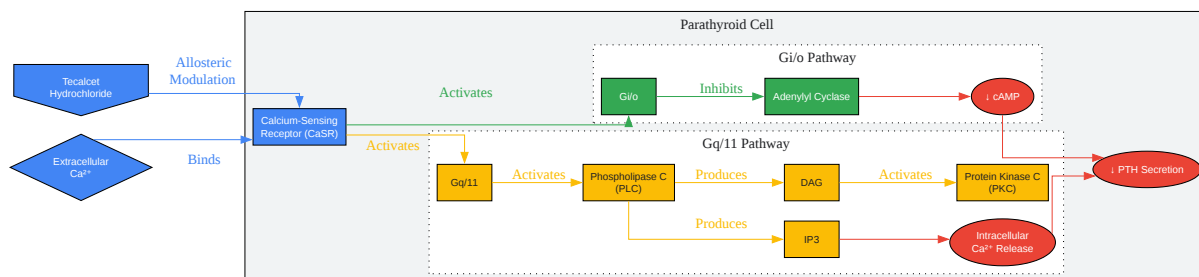 Parathyroid Cell
Gi/o Pathway
Tecalcet
Hydrochloride
Allosteric
Modulation
Activates
Gi/o
Inhibits
Adenylyl Cyclase
↓ cAMP
Calcium-Sensing
Receptor (CaSR)
Extracellular
Ca²⁺
Binds
Activates
Gq/11 Pathway
Gq/11
Activates
Phospholipase C
(PLC)
Produces
DAG
Activates
Protein Kinase C
(PKC)
↓ PTH Secretion
Produces
IP3
Intracellular
Ca²⁺ Release